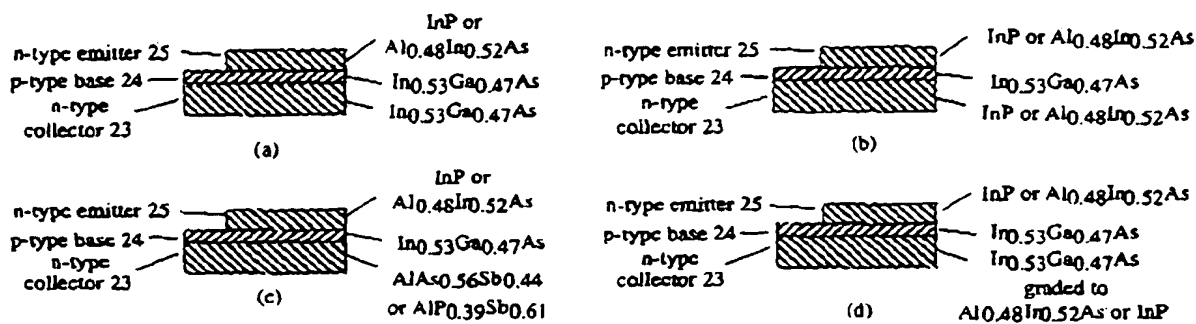 InP or
n-type emitter 25
Al0.48In0.52As
p-type base 24
In0.53Ga0.47As
n-type
collector 23
In0.53Ga0.47As
(a)
n-type emitter 25
InP or Al0.48In0.52As
p-type base 24
In0.53Ga0.47As
n-type
collector 23
InP or Al0.48In0.52As
(b)
InP or
Al0.48In0.52As
n-type emitter 25
p-type base 24
In0.53Ga0.47As
n-type
collector 23
AlAs0.56Sb0.44
or AlP0.39Sb0.61
(c)
n-type emitter 25
InP or Al0.48In0.52As
p-type base 24
In0.53Ga0.47As
n-type
collector 23
In0.53Ga0.47As
graded to
Al0.48In0.52As or InP
(d)